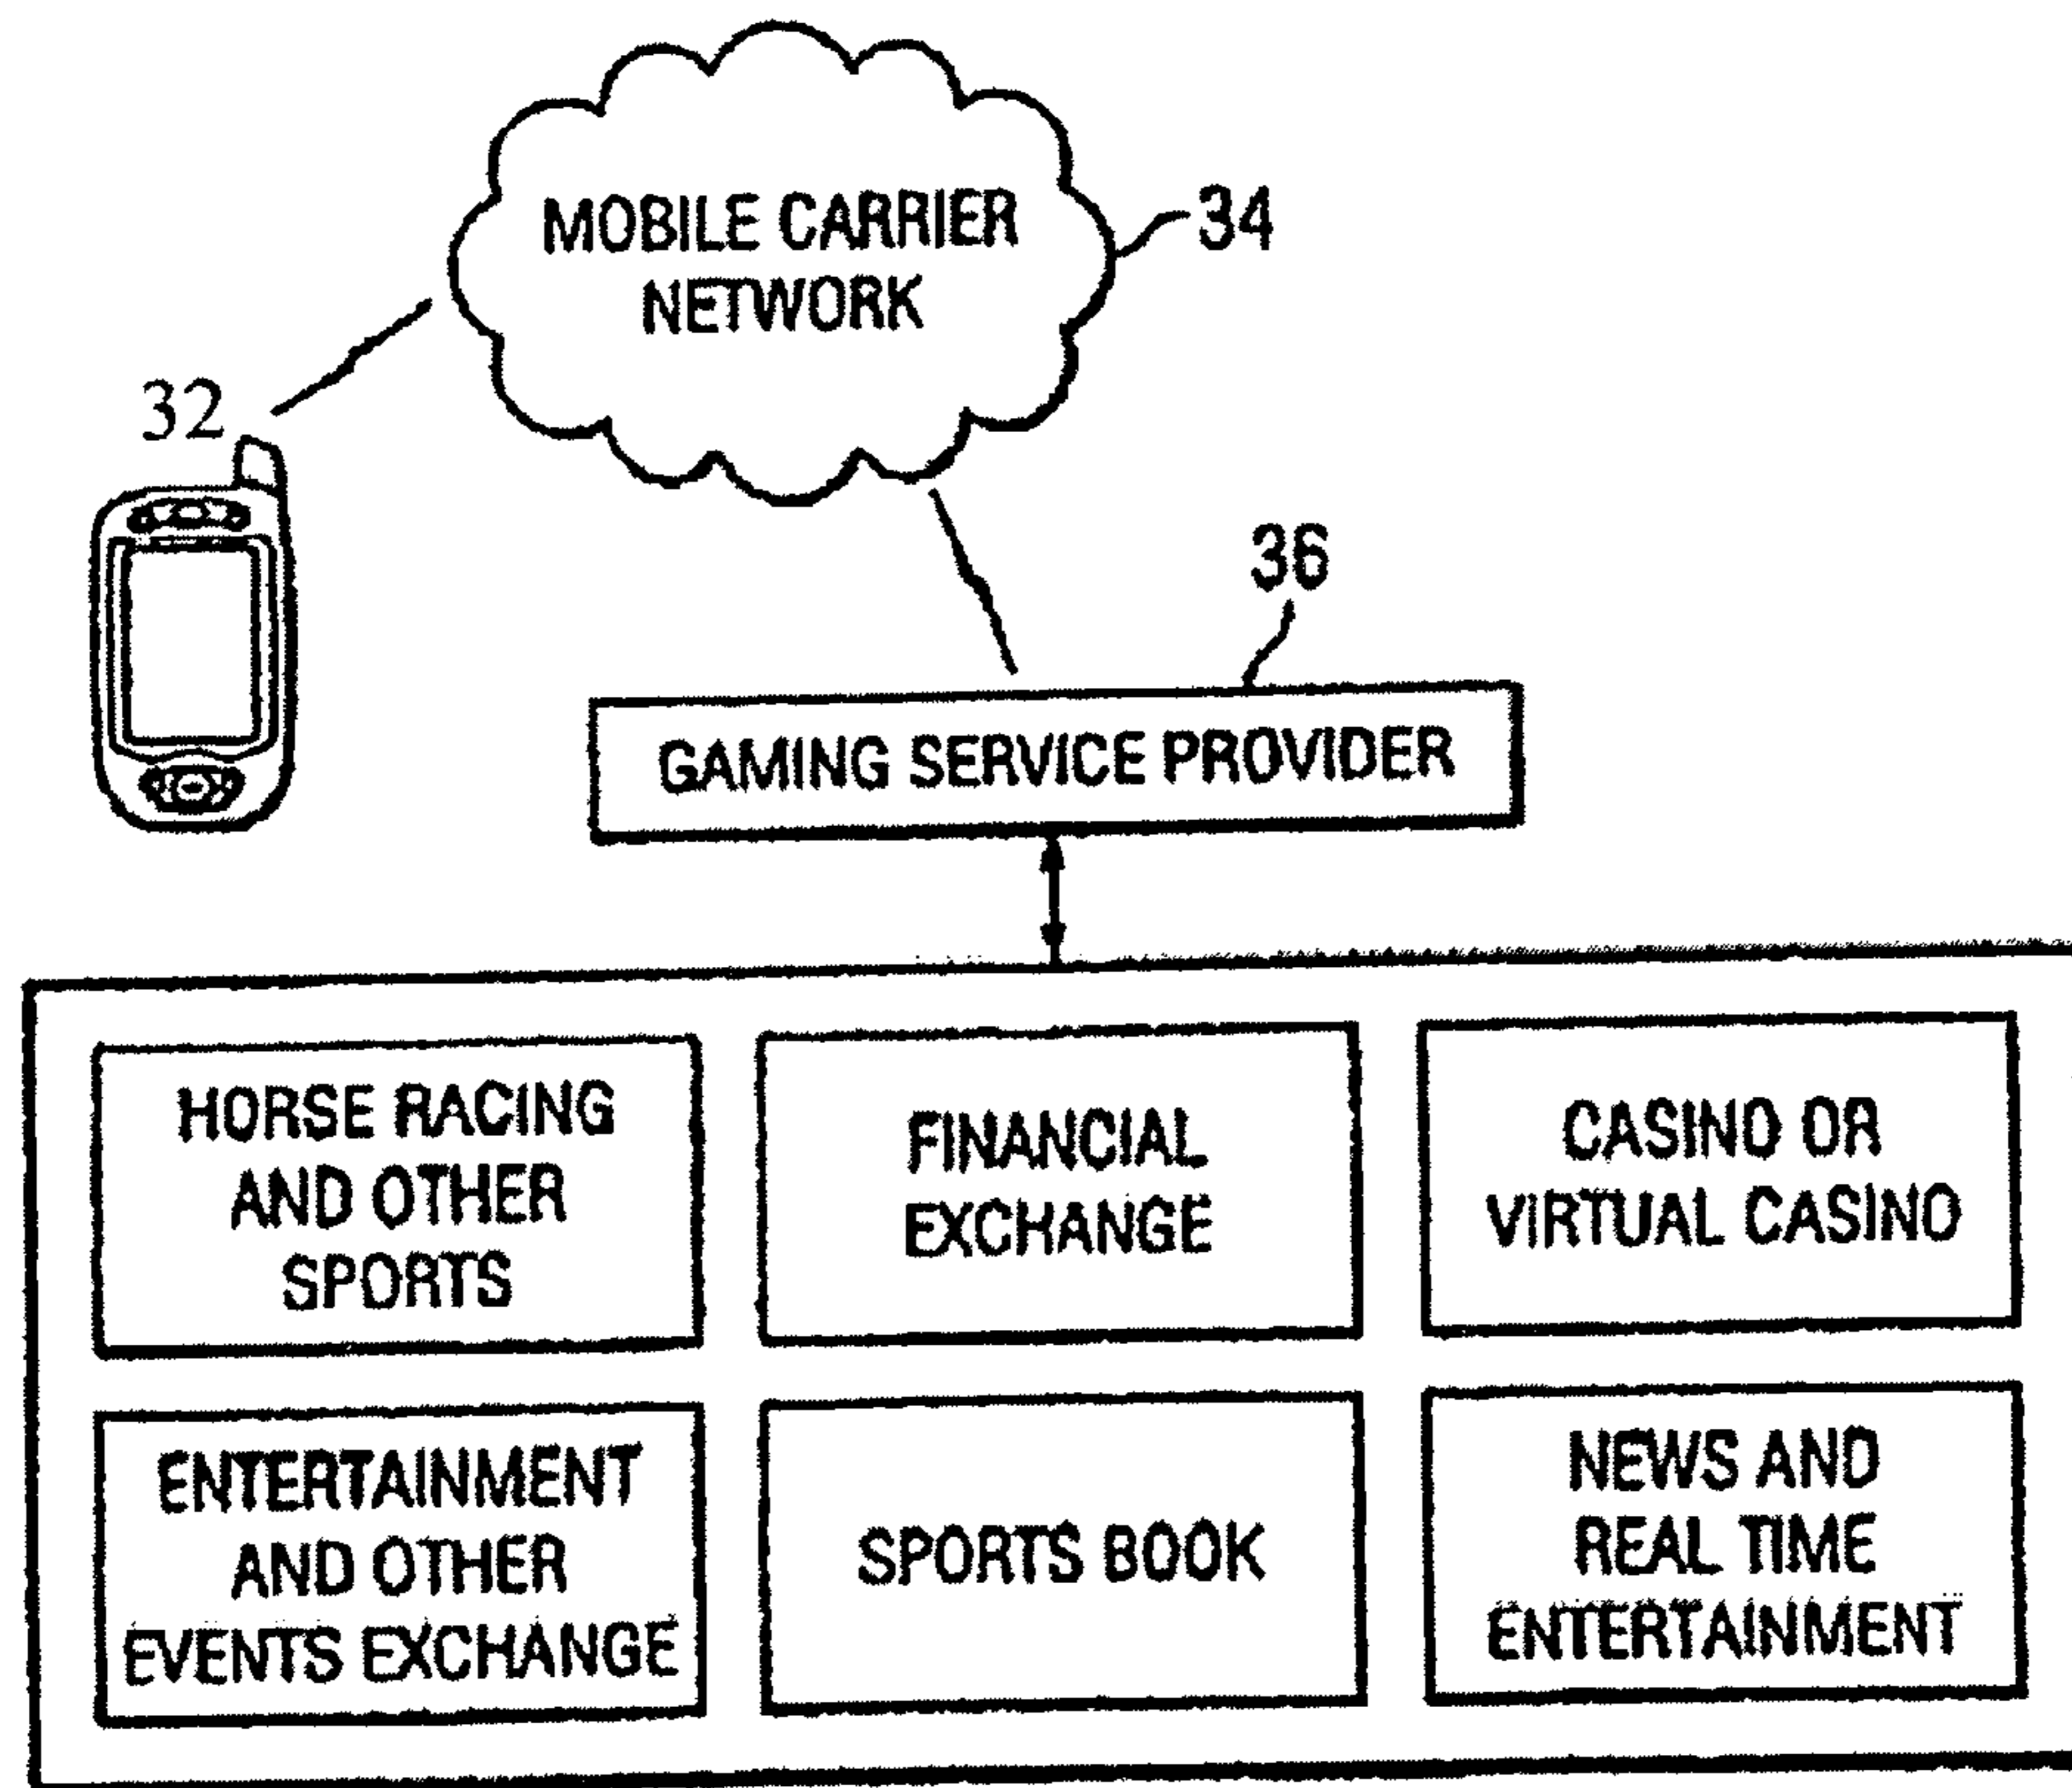 MOBILE CARRIER
NETWORK
34
32
36
GAMING SERVICE PROVIDER
HORSE RACING
AND OTHER
SPORTS
FINANCIAL
EXCHANGE
CASINO OR
VIRTUAL CASINO
ENTERTAINMENT
AND OTHER
EVENTS EXCHANGE
SPORTS BOOK
NEWS AND
REAL TIME
ENTERTAINMENT